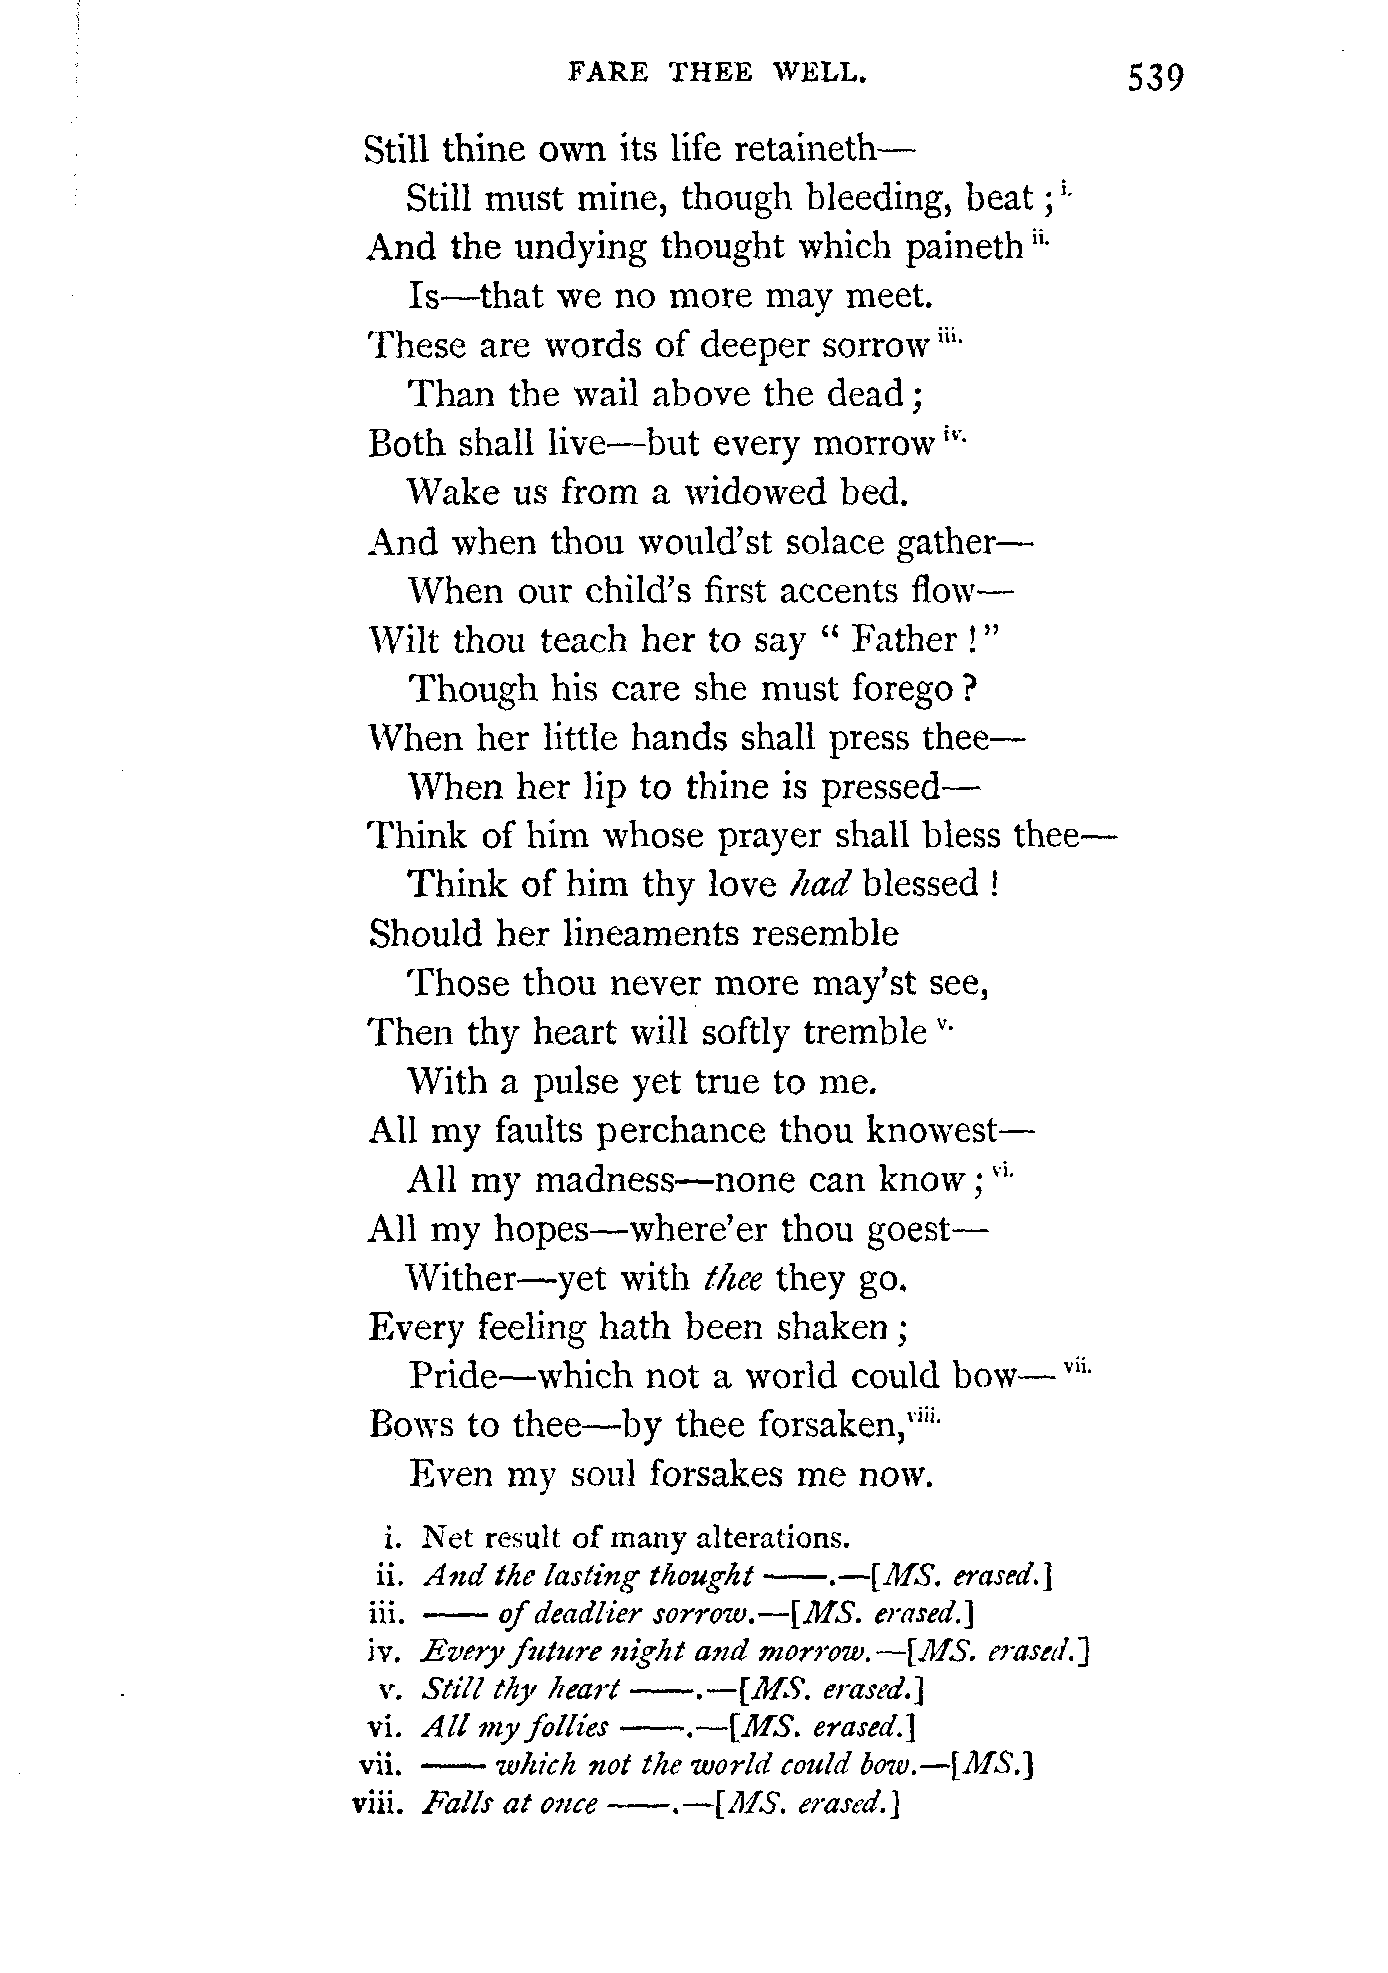 FARE THEE WELL. 539
Still thine own its life retaineth—
Still must mine, though bleeding, beat ; i.
And the undying thought which paineth ii.
Is—that we no more may meet.
These are words of deeper sorrow iii.
Than the wail above the dead ;
Both shall live—but every morrow iv.
Wake us from a widowed bed.
And when thou would'st solace gather—
When our child's first accents flow—
Wilt thou teach her to say " Father ! "
Though his care she must forego ?
When her little hands shall press thee—
When her lip to thine is pressed—
Think of him whose prayer shall bless thee—
Think of him thy love had blessed !
Should her lineaments resemble
Those thou never more may'st see,
Then thy heart will softly tremble v.
With a pulse yet true to me.
All my faults perchance thou knowest—
All my madness—none can know ; vi.
All my hopes—where'er thou goest—
Wither—yet with thee they go.
Every feeling hath been shaken ;
Pride—which not a world could bow— vii.
Bows to thee—by thee forsaken, viii.
Even my soul forsakes me now.
i. Net result of many alterations.
ii. And the lasting thought ——.—[MS. erased.]
iii. —— of deadlier sorrow.—[MS. erased.]
iv. Every future night and morrow.—[MS. erased.]
v. Still thy heart ——.—[MS. erased.]
vi. All my follies ——.—[MS. erased.]
vii. —— which not the world could bow.—[MS.]
viii. Falls at once ——.—[MS. erased.]